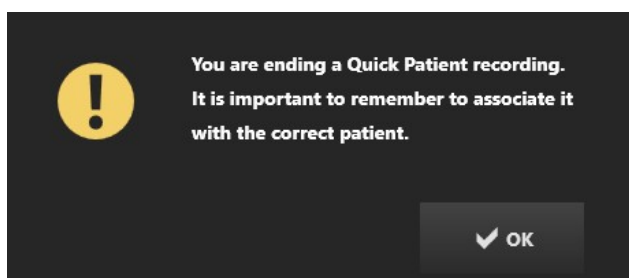 You are ending a Quick Patient recording.
It is important to remember to associate it
with the correct patient.
OK